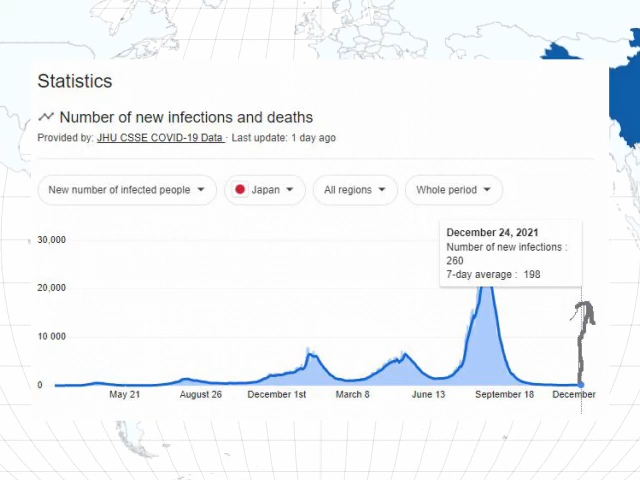 Statistics
Number of new infections and deaths
Provided by: JHU CSSE COVID-19 Data · Last update: 1 day ago
New number of infected people
Japan
All regions
Whole period
December 24, 2021
Number of new infections :
260
7-day average : 198
30,000
20,000
10 000
0
May 21
August 26
December 1st
March 8
June 13
September 18
December